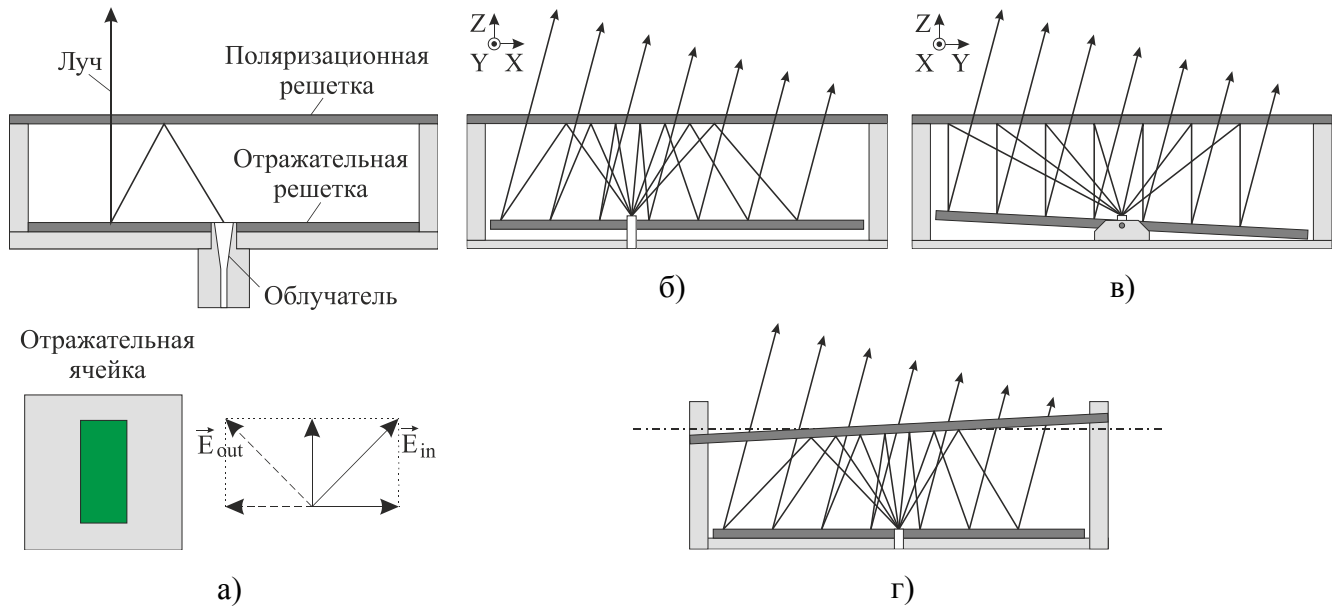 Луч
Поляризационная
решетка
Отражательная
решетка
Облучатель
а)
Отражательная
ячейка
E out
E in
Z
Y X
б)
Z
X Y
в)
г)